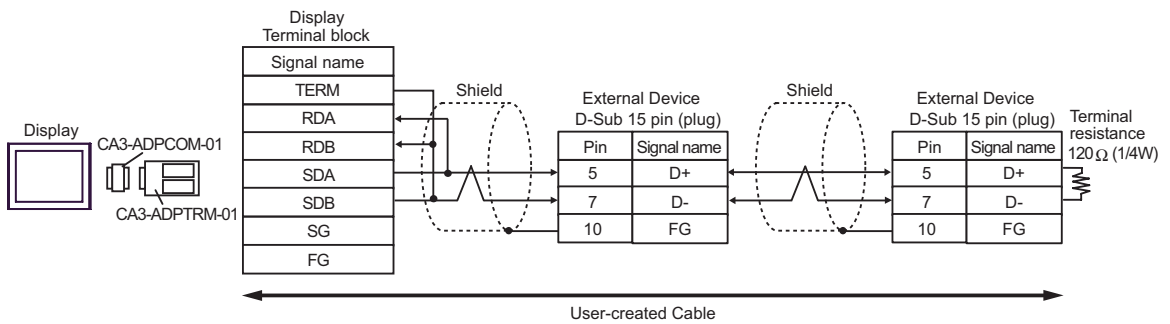 Display
CA3-ADPCOM-01
CA3-ADPTRM-01
Display
Terminal block
Signal name
TERM
RDA
RDB
SDA
SDB
SG
FG
Shield
External Device
D-Sub 15 pin (plug)
Pin Signal name
5 D+
7 D-
10 FG
Shield
External Device
D-Sub 15 pin (plug)
Pin Signal name
5 D+
7 D-
10 FG
Terminal
resistance
120Ω (1/4W)
User-created Cable